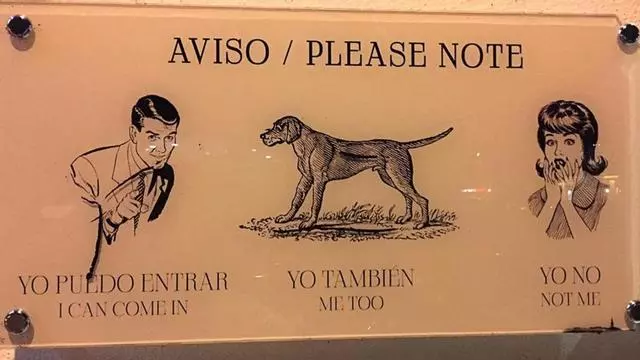 AVISO / PLEASE NOTE
YO PUEDO ENTRAR
I CAN COME IN
YO TAMBIÉN
ME TOO
YO NO
NOT ME